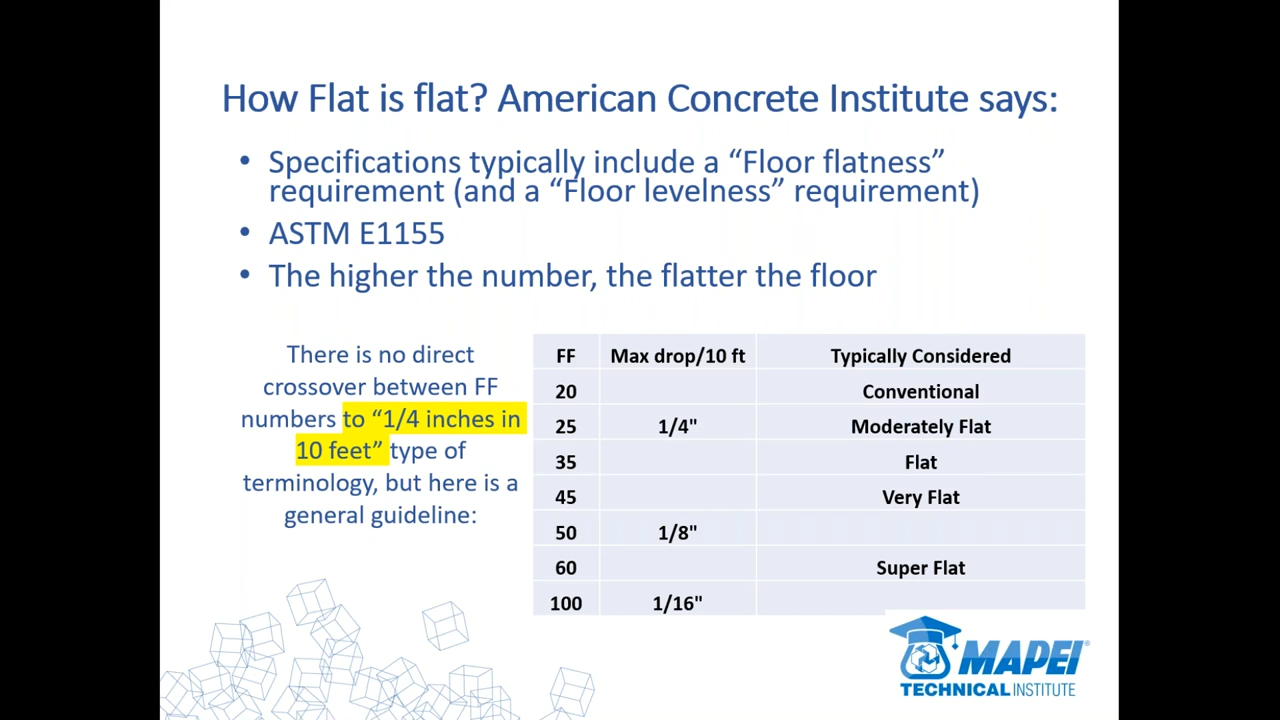 How Flat is flat? American Concrete Institute says:
• Specifications typically include a “Floor flatness”
requirement (and a “Floor levelness” requirement)
• ASTM E1155
• The higher the number, the flatter the floor
There is no direct
crossover between FF
numbers to “1/4 inches in
10 feet” type of
terminology, but here is a
general guideline:
FF Max drop/10 ft Typically Considered
20 Conventional
25 1/4" Moderately Flat
35 Flat
45 Very Flat
50 1/8"
60 Super Flat
100 1/16"
MAPEI®
TECHNICAL INSTITUTE